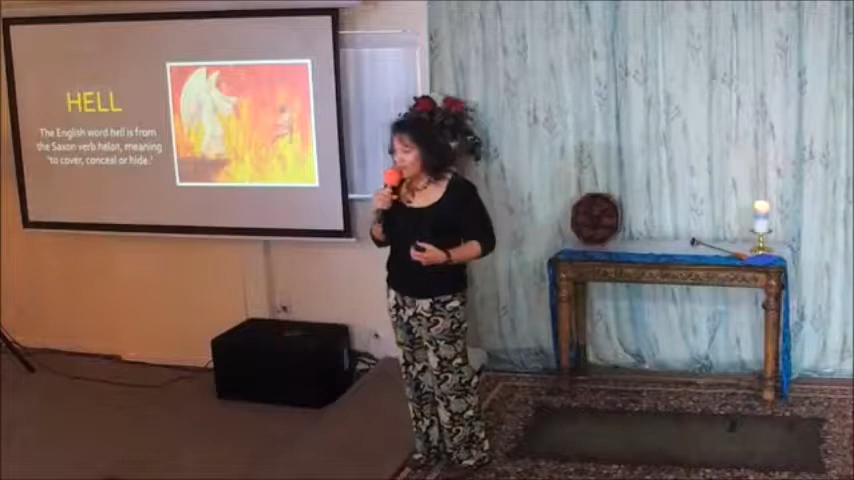 HELL
The English word hell is from
the Saxon verb helan, meaning
"to cover, conceal or hide."